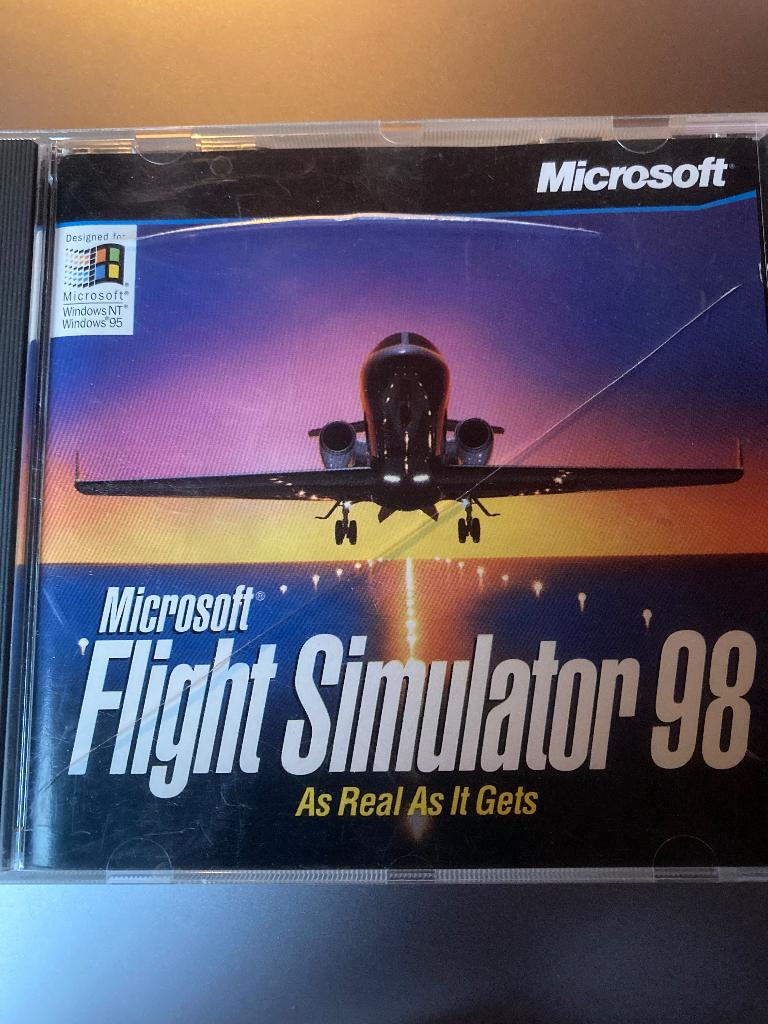 Microsoft®
Designed for
Microsoft®
Windows NT®
Windows®95
Microsoft®
Flight Simulator 98
As Real As It Gets